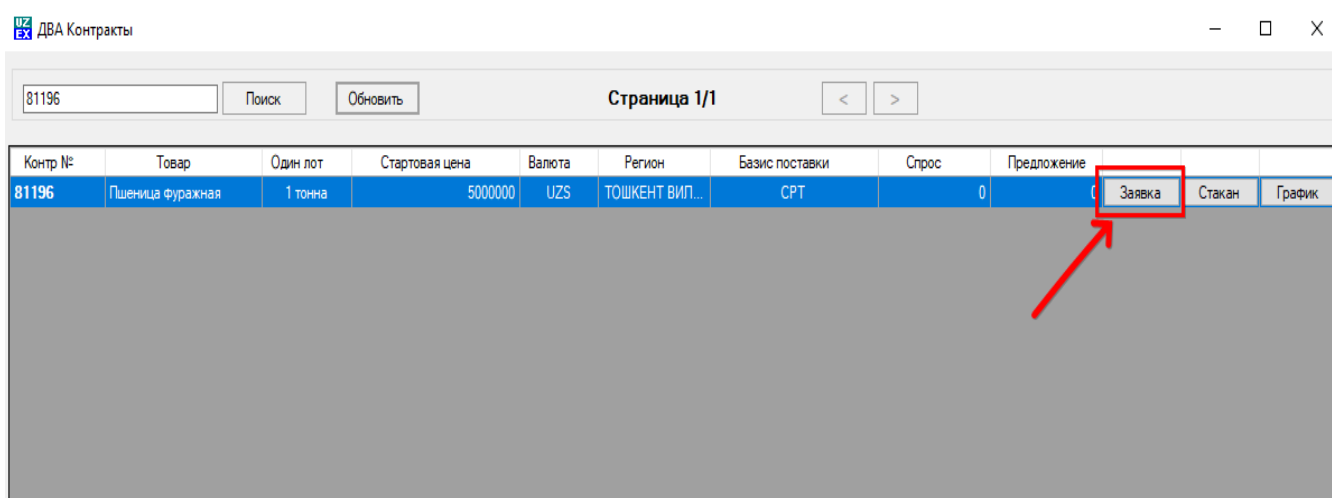 UZ EX ДВА Контракты
81196 Поиск Обновить Страница 1/1 < >
Контр № Товар Один лот Стартовая цена Валюта Регион Базис поставки Спрос Предложение
81196 Пшеница фуражная 1 тонна 5000000 UZS ТОШКЕНТ ВИЛ... CPT 0 0 Заявка Стакан График